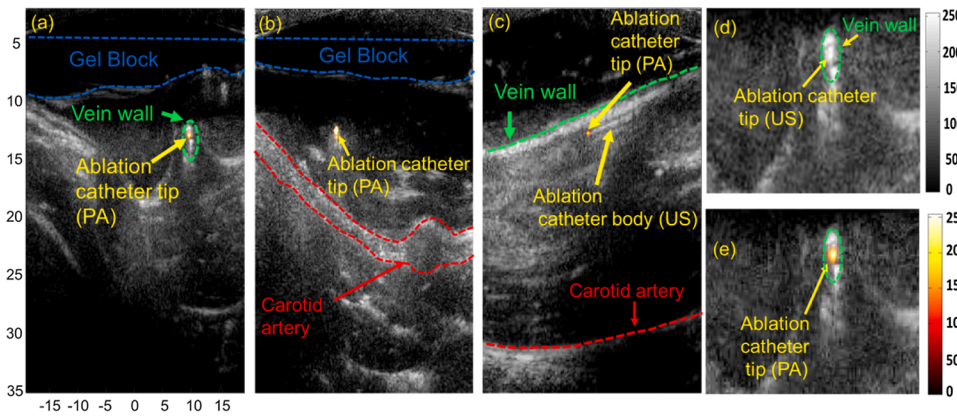 (a)
Gel Block
Vein wall
Ablation
catheter tip
(PA)
5
10
15
20
25
30
35
-15 -10 -5 0 5 10 15
(b)
Gel Block
Ablation catheter
tip (PA)
Carotid
artery
(c)
Ablation
catheter
tip (PA)
Vein wall
Ablation
catheter body (US)
Carotid artery
(d)
Vein wall
Ablation catheter
tip (US)
250
200
150
100
50
0
(e)
Ablation
catheter
tip (PA)
25
20
15
10
50
0